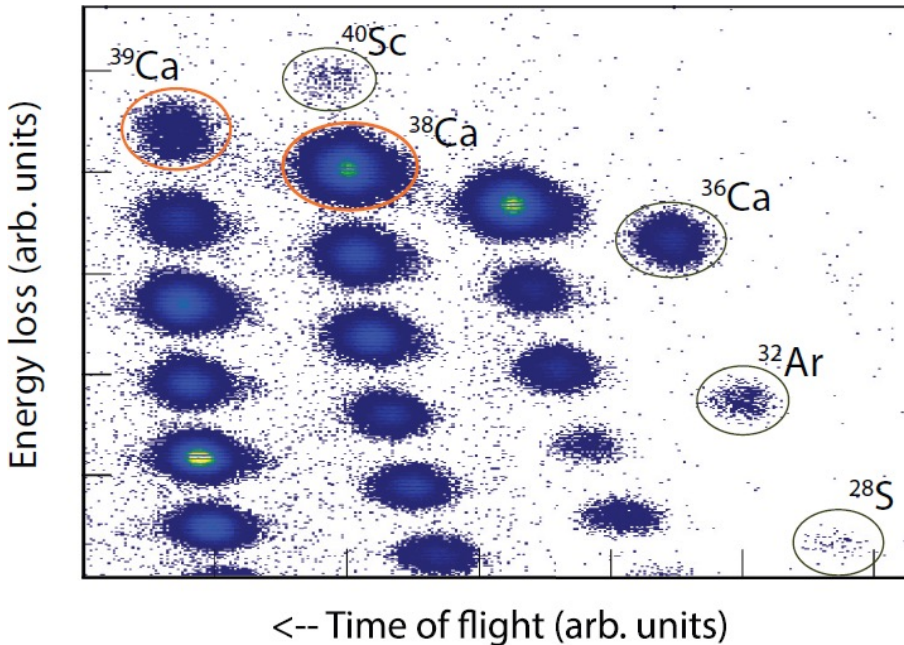 ⁴⁰Sc
³⁹Ca
³⁸Ca
³⁶Ca
³²Ar
²⁸S
Energy loss (arb. units)
<-- Time of flight (arb. units)